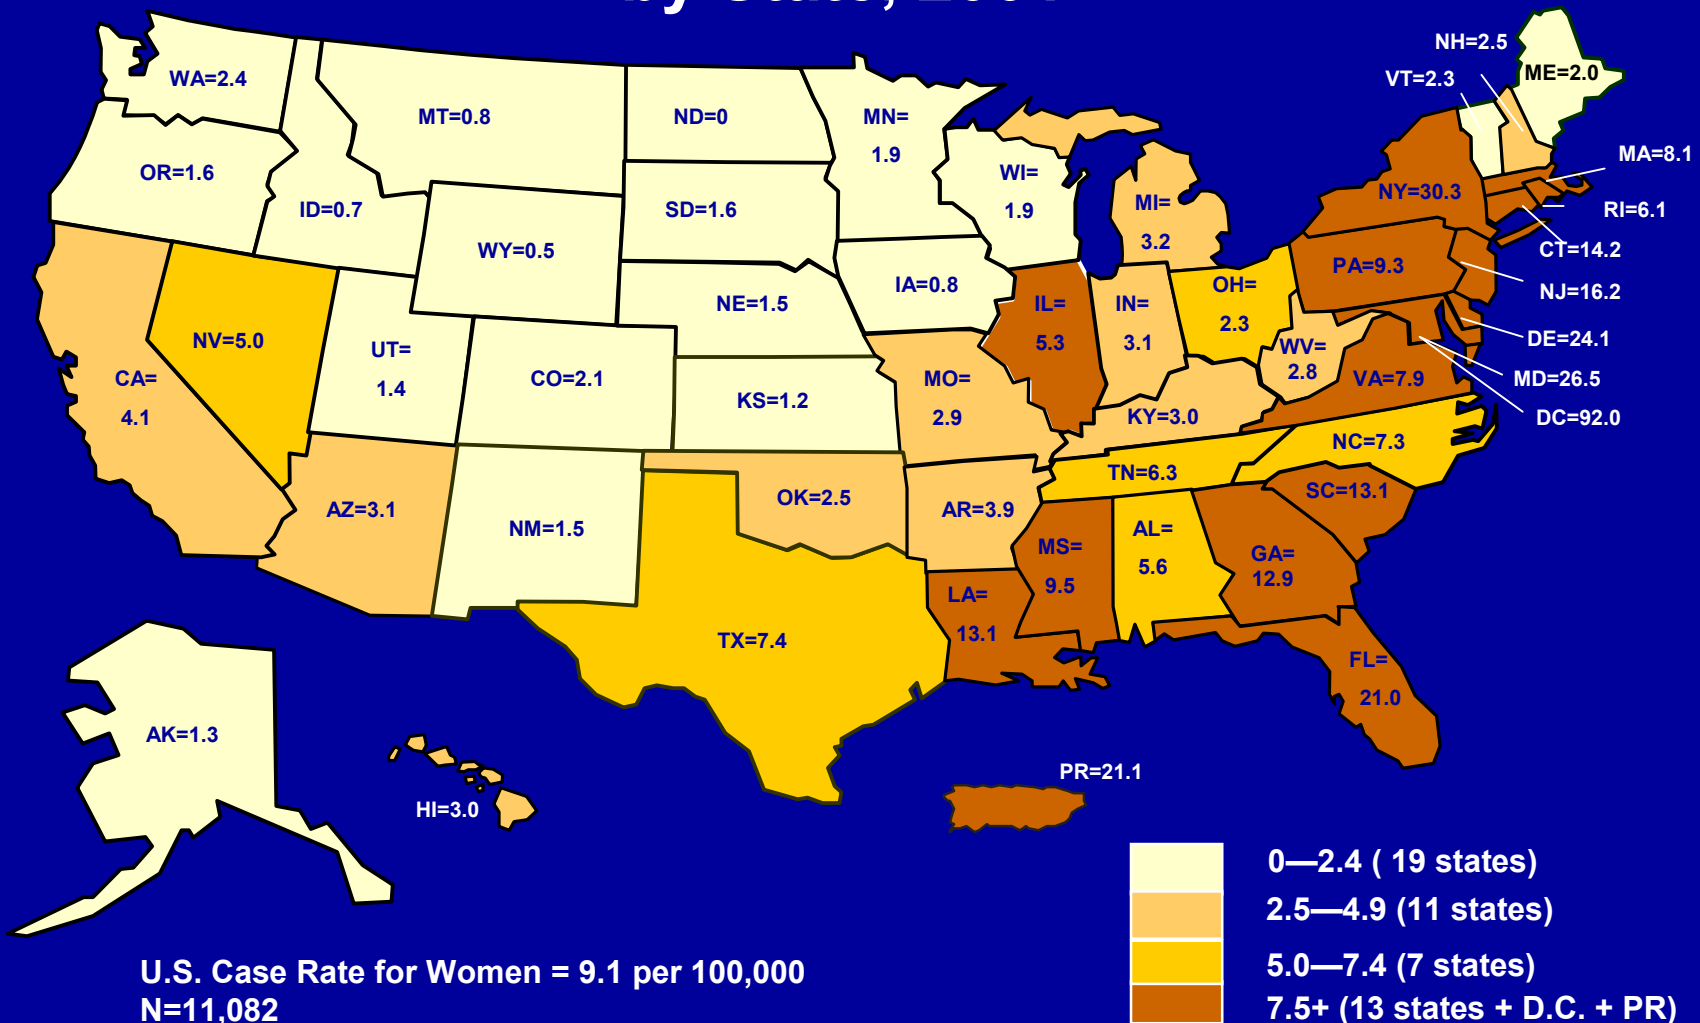 NH=2.5
VT=2.3
ME=2.0
WA=2.4
MT=0.8
ND=0
MN=
1.9
OR=1.6
ID=0.7
SD=1.6
WI=
1.9
MI=
3.2
NY=30.3
MA=8.1
RI=6.1
CT=14.2
WY=0.5
PA=9.3
NJ=16.2
NE=1.5
IA=0.8
IL=
5.3
IN=
3.1
OH=
2.3
DE=24.1
NV=5.0
UT=
1.4
CO=2.1
WV=
2.8
VA=7.9
MD=26.5
DC=92.0
CA=
4.1
KS=1.2
MO=
2.9
KY=3.0
NC=7.3
TN=6.3
AZ=3.1
NM=1.5
OK=2.5
AR=3.9
SC=13.1
MS=
9.5
AL=
5.6
GA=
12.9
LA=
13.1
TX=7.4
FL=
21.0
AK=1.3
HI=3.0
PR=21.1
0—2.4 ( 19 states)
2.5—4.9 (11 states)
5.0—7.4 (7 states)
7.5+ (13 states + D.C. + PR)
U.S. Case Rate for Women = 9.1 per 100,000
N=11,082